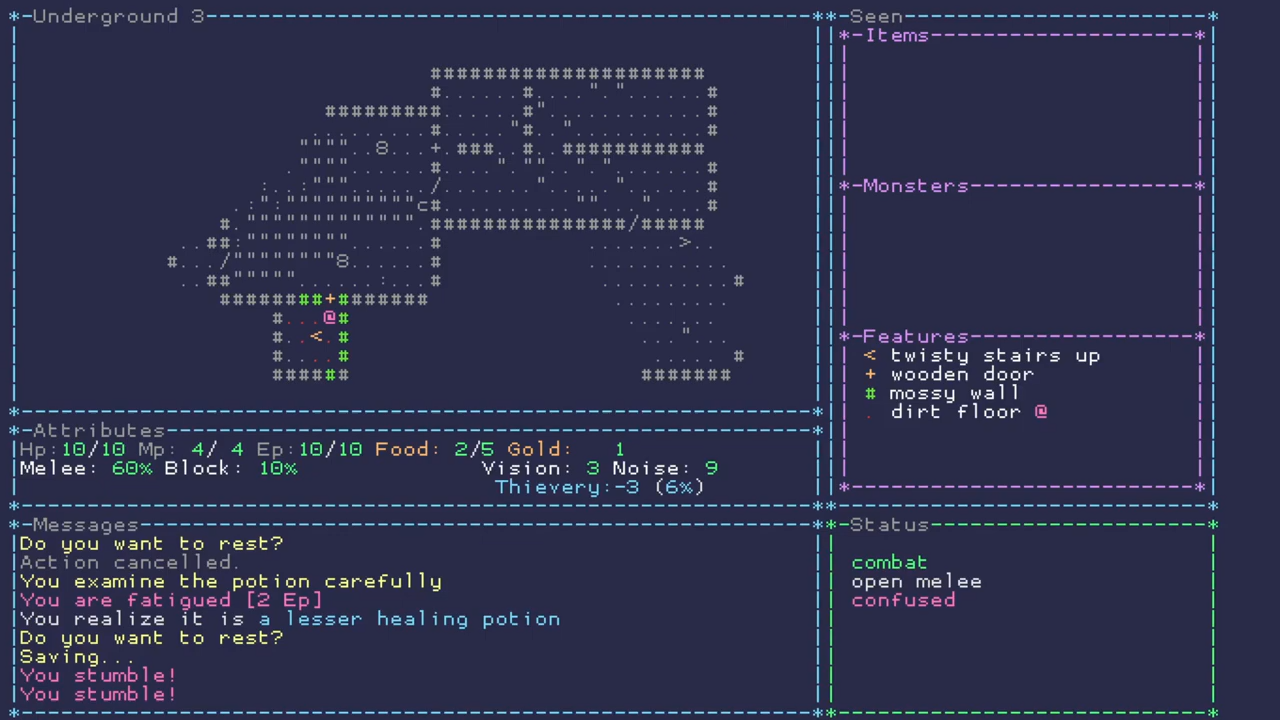 Underground 3
Seen
Items
Monsters
Features
< twisty stairs up
+ wooden door
# mossy wall
. dirt floor @
Attributes
Hp:10/10 Mp: 4/ 4 Ep:10/10 Food: 2/5 Gold: 1
Melee: 60% Block: 10% Vision: 3 Noise: 9
Thievery:-3 (6%)
Messages
Do you want to rest?
Action cancelled.
You examine the potion carefully
You are fatigued [2 Ep]
You realize it is a lesser healing potion
Do you want to rest?
Saving...
You stumble!
You stumble!
Status
combat
open melee
confused